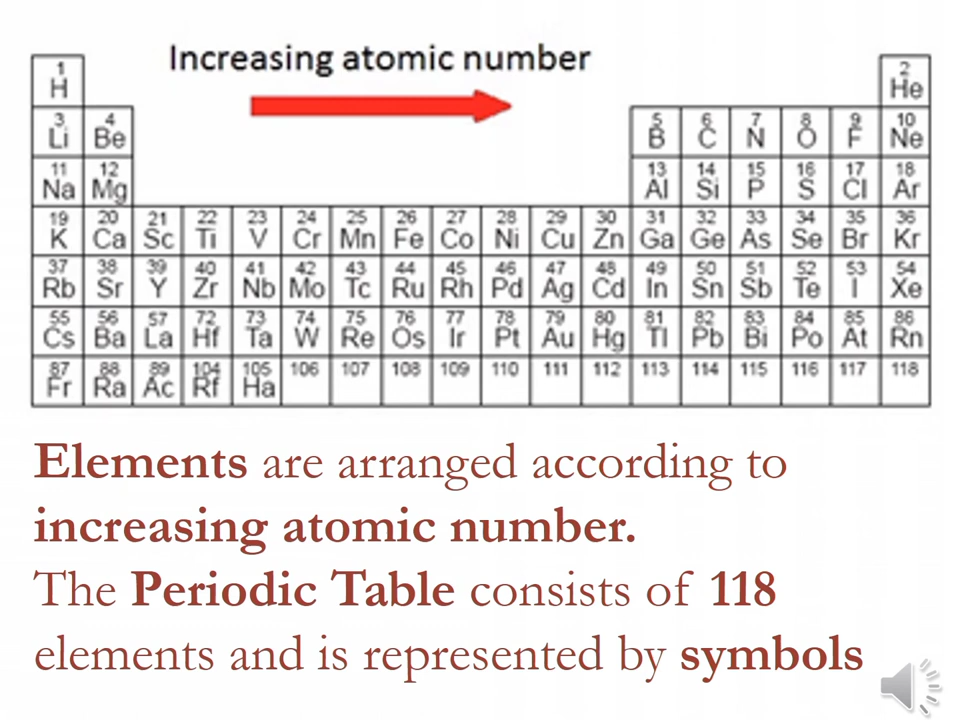 Increasing atomic number
1 2
H He
3 4 5 6 7 8 9 10
Li Be B C N O F Ne
11 12 13 14 15 16 17 18
Na Mg Al Si P S Cl Ar
19 20 21 22 23 24 25 26 27 28 29 30 31 32 33 34 35 36
K Ca Sc Ti V Cr Mn Fe Co Ni Cu Zn Ga Ge As Se Br Kr
37 38 39 40 41 42 43 44 45 46 47 48 49 50 51 52 53 54
Rb Sr Y Zr Nb Mo Tc Ru Rh Pd Ag Cd In Sn Sb Te I Xe
55 56 57 72 73 74 75 76 77 78 79 80 81 82 83 84 85 86
Cs Ba La Hf Ta W Re Os Ir Pt Au Hg Tl Pb Bi Po At Rn
87 88 89 104 105 106 107 108 109 110 111 112 113 114 115 116 117 118
Fr Ra Ac Rf Ha
Elements are arranged according to
increasing atomic number.
The Periodic Table consists of 118
elements and is represented by symbols